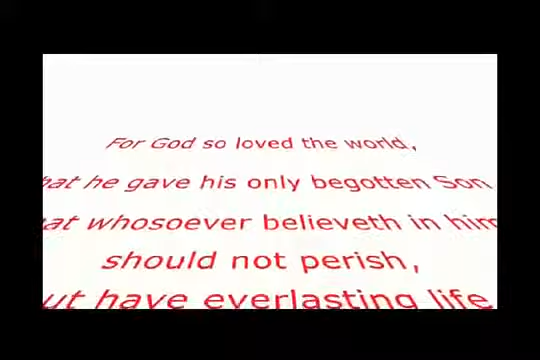 For God so loved the world,
hat he gave his only begotten Son
at whosoever believeth in him
should not perish,
ut have everlasting life